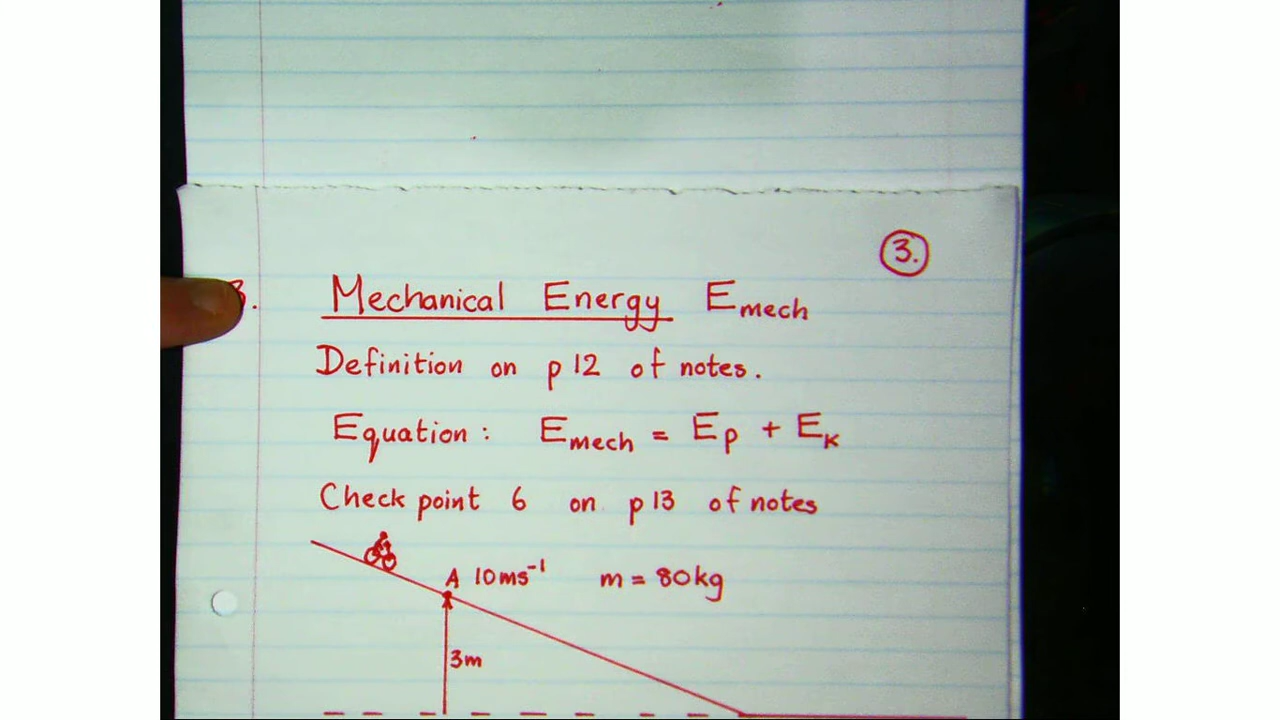 3.
3. Mechanical Energy Emech
Definition on p12 of notes.
Equation: Emech = Ep + EK
Check point 6 on p13 of notes
A 10ms⁻¹ m = 80kg
3m